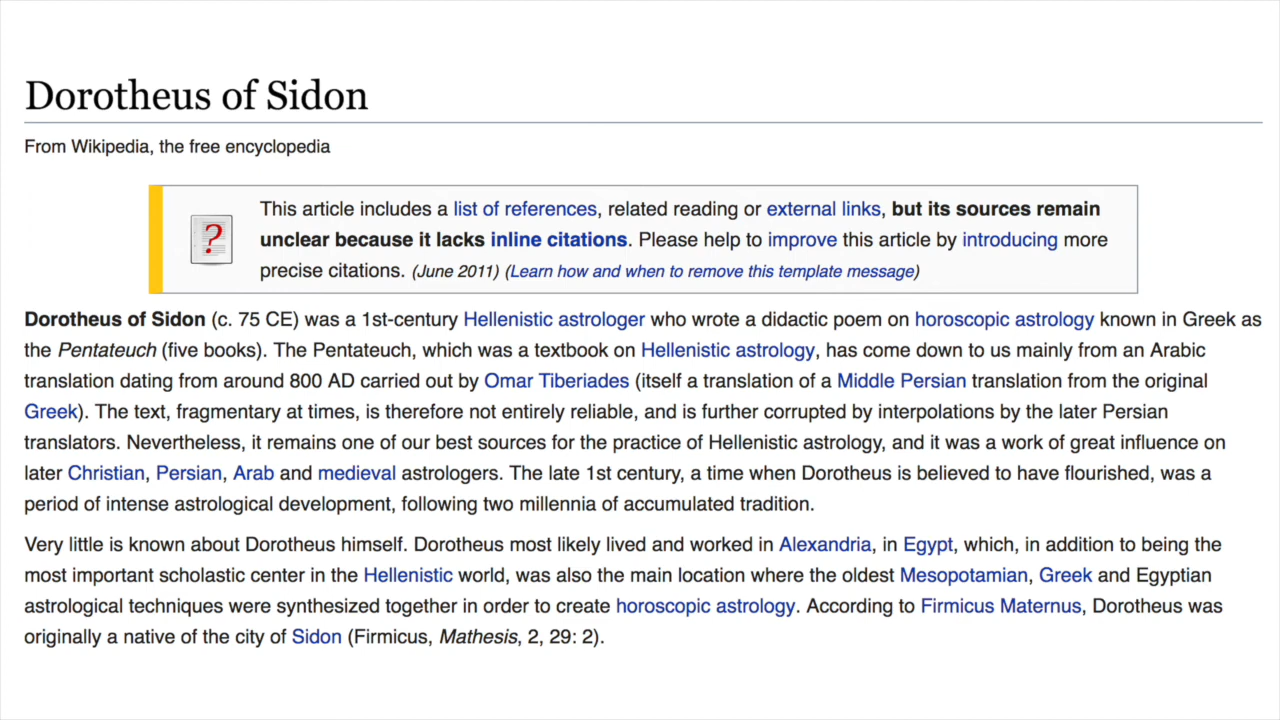 Dorotheus of Sidon
From Wikipedia, the free encyclopedia
This article includes a list of references, related reading or external links, but its sources remain
unclear because it lacks inline citations. Please help to improve this article by introducing more
precise citations. (June 2011) (Learn how and when to remove this template message)
Dorotheus of Sidon (c. 75 CE) was a 1st-century Hellenistic astrologer who wrote a didactic poem on horoscopic astrology known in Greek as
the Pentateuch (five books). The Pentateuch, which was a textbook on Hellenistic astrology, has come down to us mainly from an Arabic
translation dating from around 800 AD carried out by Omar Tiberiades (itself a translation of a Middle Persian translation from the original
Greek). The text, fragmentary at times, is therefore not entirely reliable, and is further corrupted by interpolations by the later Persian
translators. Nevertheless, it remains one of our best sources for the practice of Hellenistic astrology, and it was a work of great influence on
later Christian, Persian, Arab and medieval astrologers. The late 1st century, a time when Dorotheus is believed to have flourished, was a
period of intense astrological development, following two millennia of accumulated tradition.
Very little is known about Dorotheus himself. Dorotheus most likely lived and worked in Alexandria, in Egypt, which, in addition to being the
most important scholastic center in the Hellenistic world, was also the main location where the oldest Mesopotamian, Greek and Egyptian
astrological techniques were synthesized together in order to create horoscopic astrology. According to Firmicus Maternus, Dorotheus was
originally a native of the city of Sidon (Firmicus, Mathesis, 2, 29: 2).